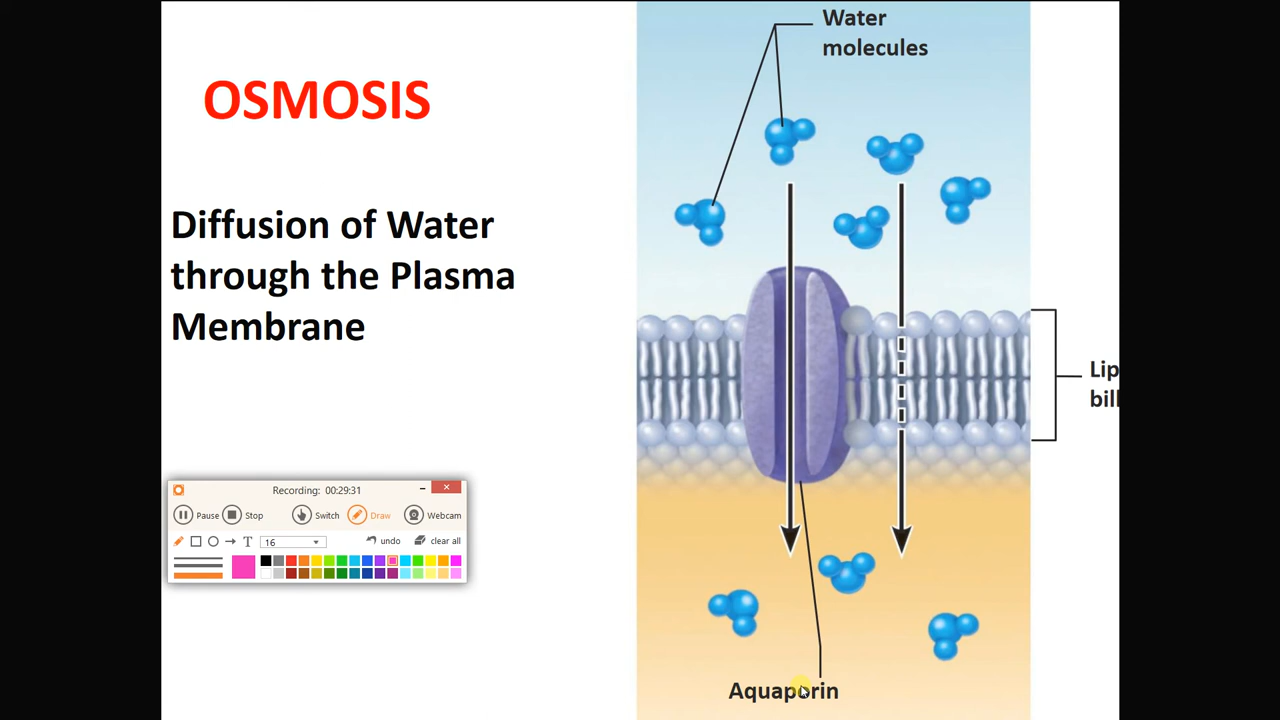 OSMOSIS
Diffusion of Water
through the Plasma
Membrane
Water
molecules
Lip
bil
Aquaporin
Recording: 00:29:31
Pause
Stop
Switch
Draw
Webcam
T
16
undo
clear all